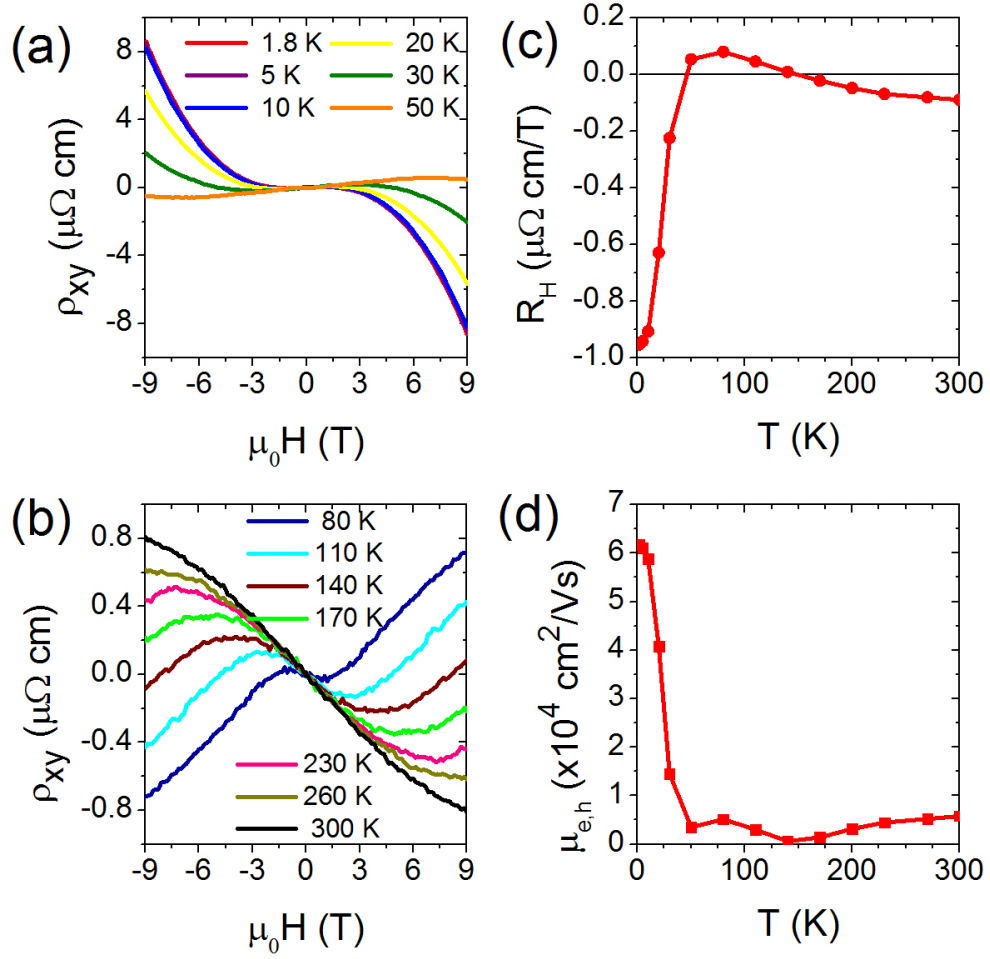 (a)
1.8 K 20 K
5 K 30 K
10 K 50 K
8
4
0
-4
-8
ρxy (μΩ cm)
-9 -6 -3 0 3 6 9
μ0H (T)
(c)
0.2
0.0
-0.2
-0.4
-0.6
-0.8
-1.0
RH (μΩ cm/T)
0 100 200 300
T (K)
(b)
80 K
110 K
140 K
170 K
230 K
260 K
300 K
0.8
0.4
0.0
-0.4
-0.8
ρxy (μΩ cm)
-9 -6 -3 0 3 6 9
μ0H (T)
(d)
7
6
5
4
3
2
1
0
μe,h (x10^4 cm^2/Vs)
0 100 200 300
T (K)